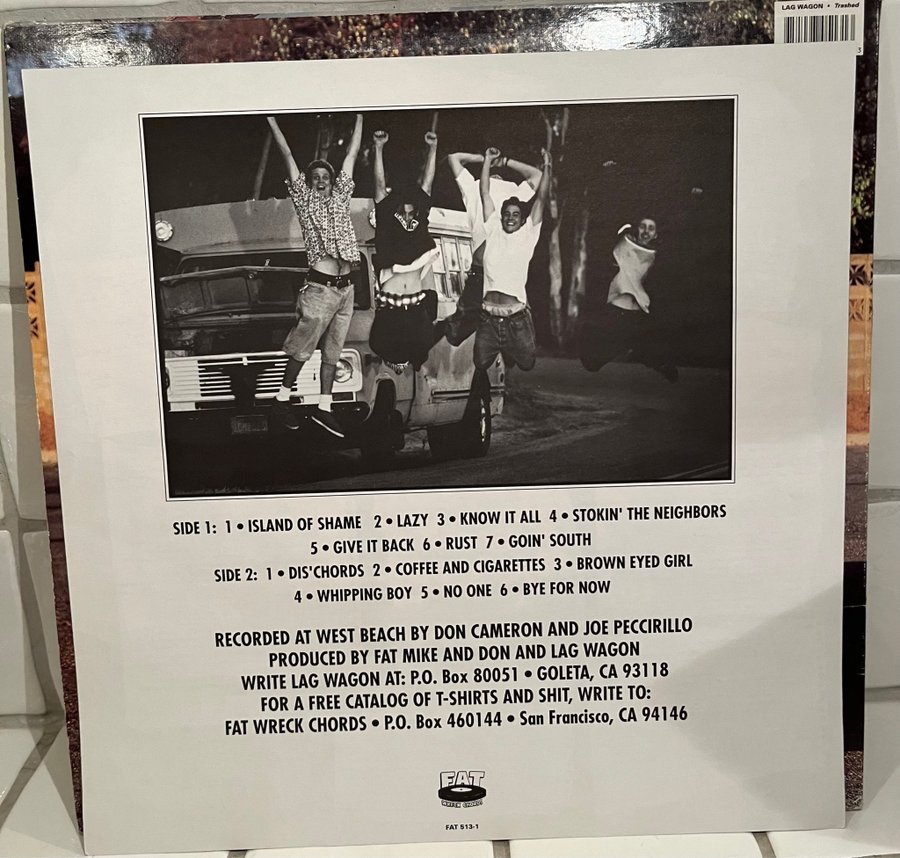 LAG WAGON • Trashed
3
SIDE 1: 1 • ISLAND OF SHAME 2 • LAZY 3 • KNOW IT ALL 4 • STOKIN' THE NEIGHBORS
5 • GIVE IT BACK 6 • RUST 7 • GOIN' SOUTH
SIDE 2: 1 • DIS'CHORDS 2 • COFFEE AND CIGARETTES 3 • BROWN EYED GIRL
4 • WHIPPING BOY 5 • NO ONE 6 • BYE FOR NOW
RECORDED AT WEST BEACH BY DON CAMERON AND JOE PECCIRILLO
PRODUCED BY FAT MIKE AND DON AND LAG WAGON
WRITE LAG WAGON AT: P.O. Box 80051 • GOLETA, CA 93118
FOR A FREE CATALOG OF T-SHIRTS AND SHIT, WRITE TO:
FAT WRECK CHORDS • P.O. Box 460144 • San Francisco, CA 94146
FAT
WRECK CHORDS
FAT 513-1